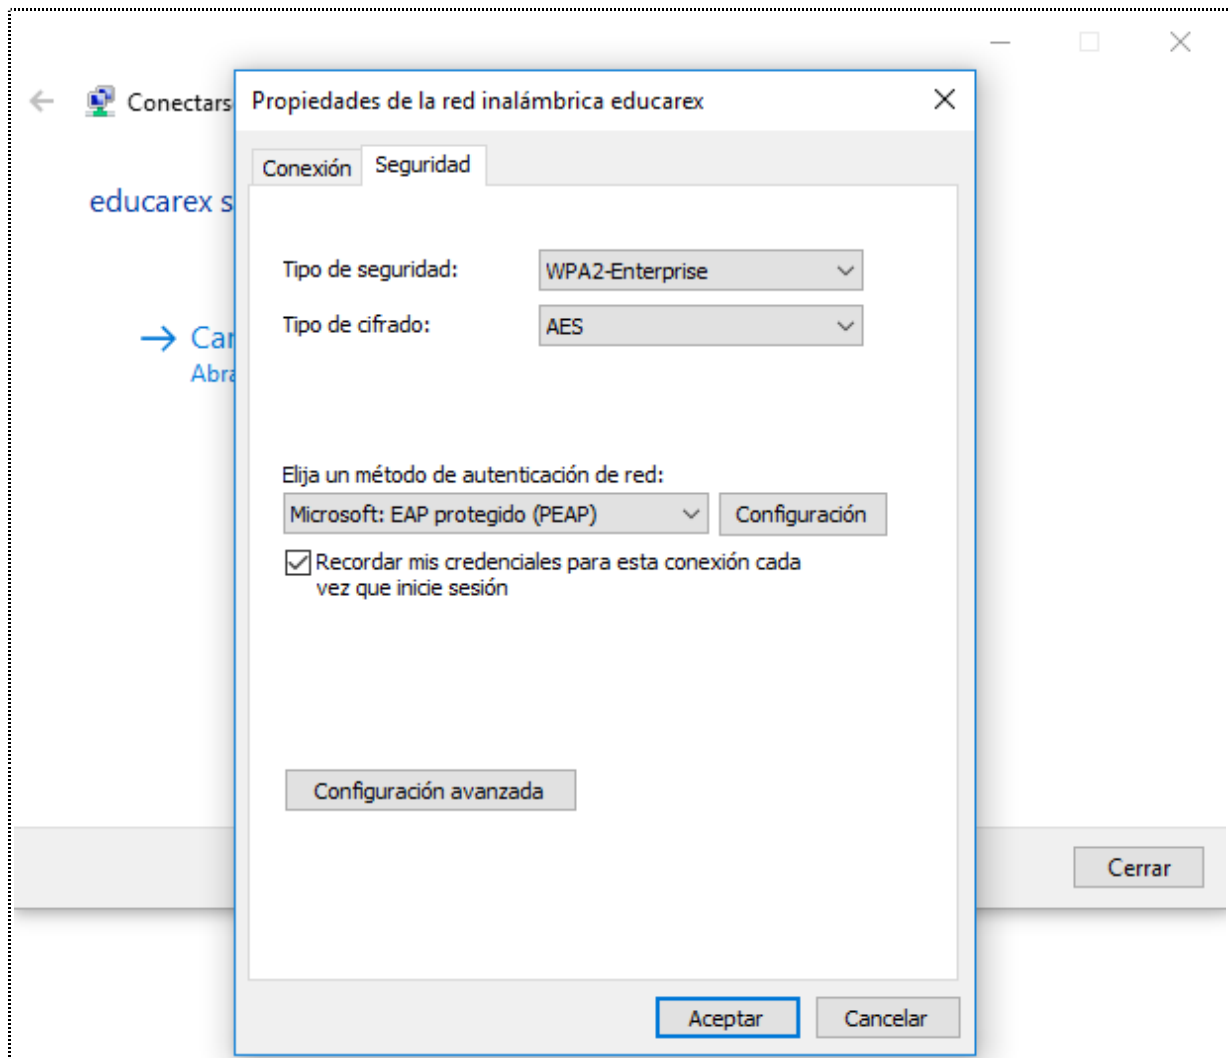 Conectars
Propiedades de la red inalámbrica educarex
Conexión
Seguridad
educarex s
Tipo de seguridad:
WPA2-Enterprise
Tipo de cifrado:
AES
Car
Abra
Elija un método de autenticación de red:
Microsoft: EAP protegido (PEAP)
Configuración
Recordar mis credenciales para esta conexión cada
vez que inicie sesión
Configuración avanzada
Cerrar
Aceptar
Cancelar